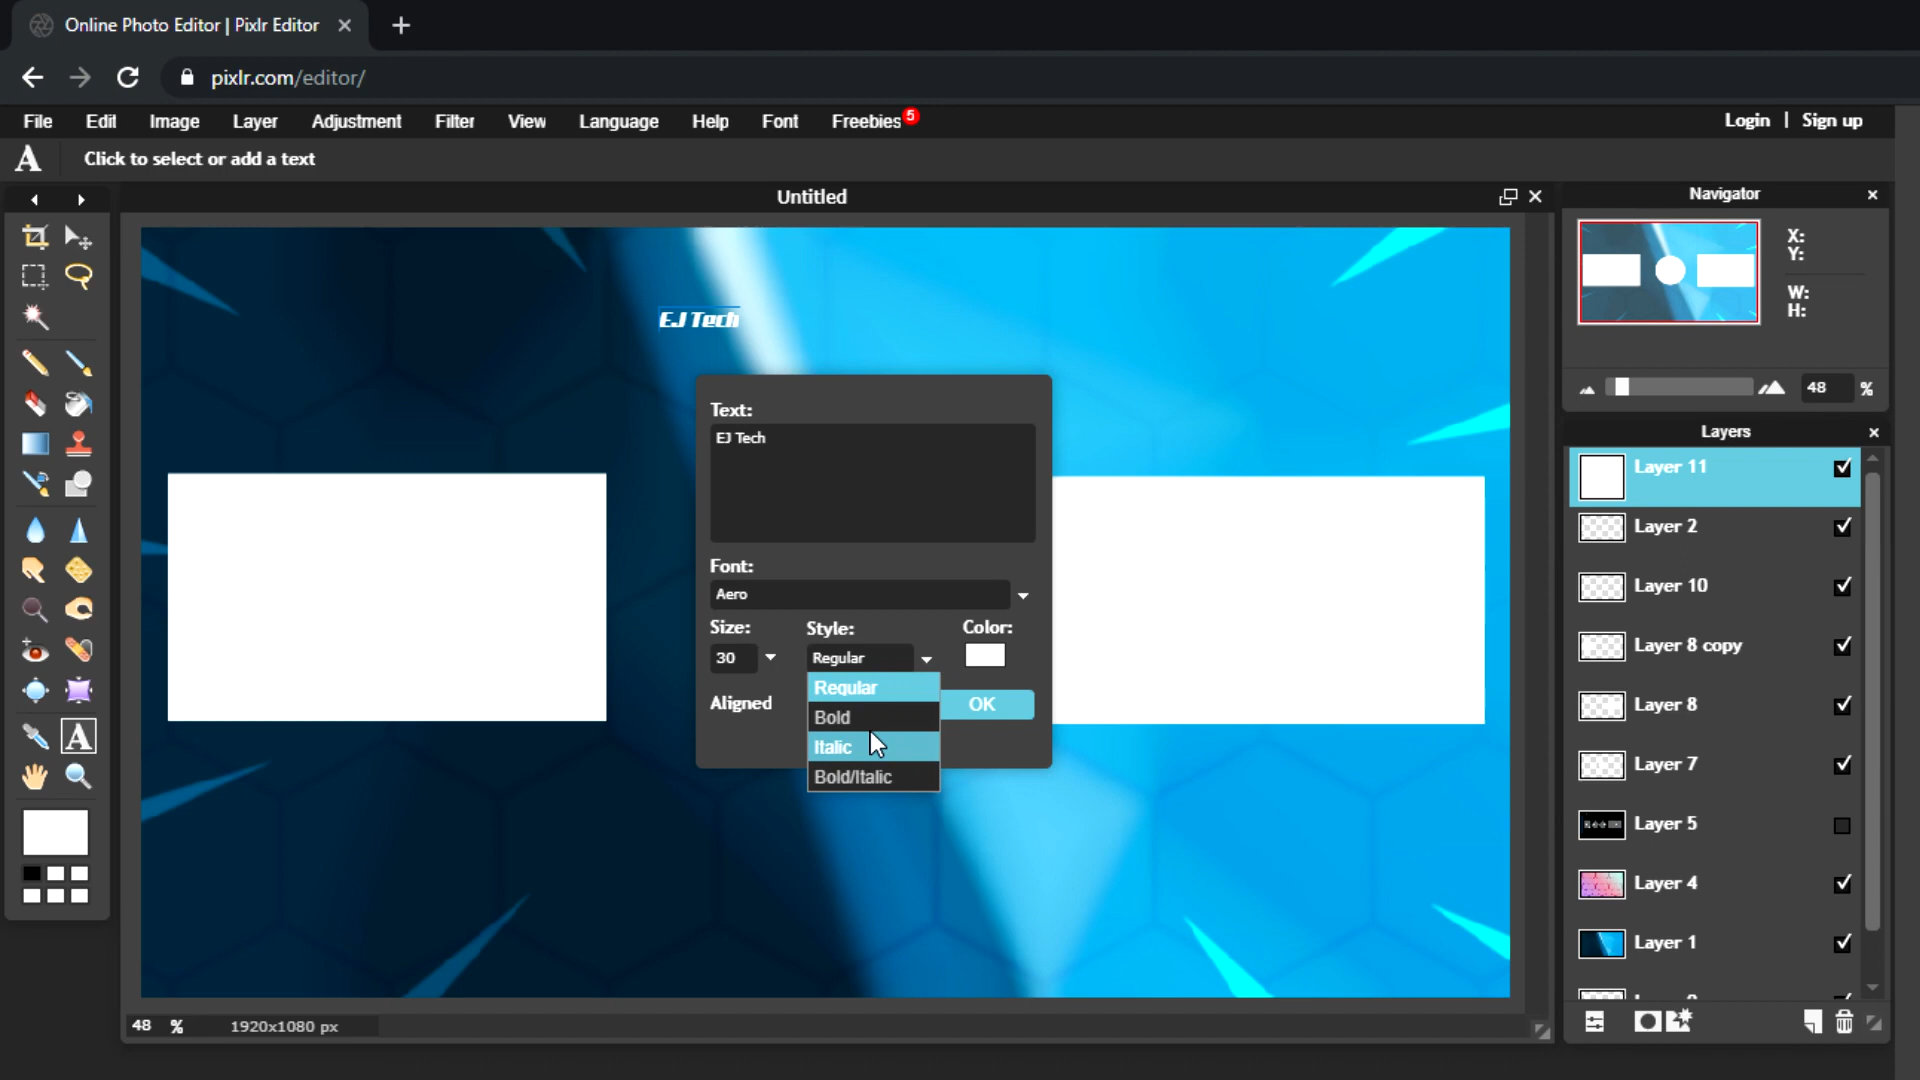 Online Photo Editor | Pixlr Editor
pixlr.com/editor/
File Edit Image Layer Adjustment Filter View Language Help Font Freebies 5
Login | Sign up
A Click to select or add a text
Untitled
Navigator
X:
Y:
W:
H:
48 %
EJ Tech
Text:
EJ Tech
Font:
Aero
Size: Style: Color:
30 Regular
Regular
Bold
Italic
Bold/Italic
Aligned
OK
Layers
Layer 11
Layer 2
Layer 10
Layer 8 copy
Layer 8
Layer 7
Layer 5
Layer 4
Layer 1
A
48 % 1920x1080 px